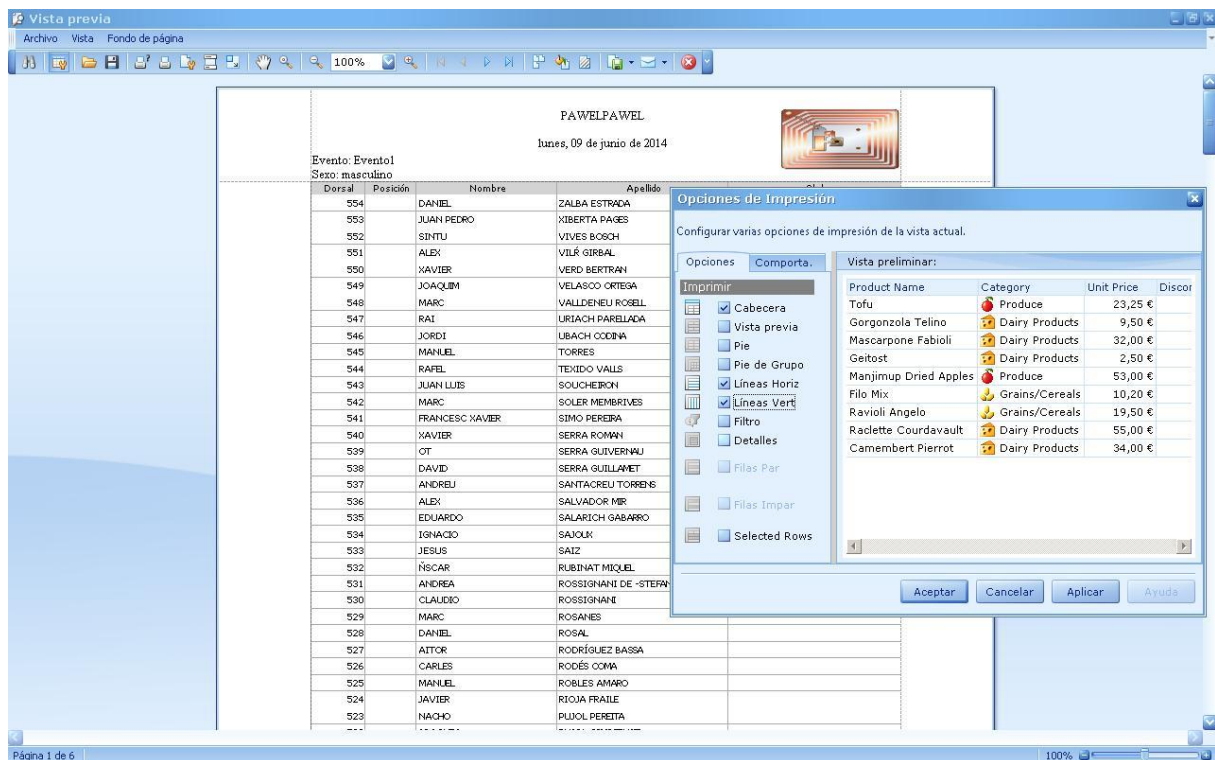 Vista previa
Archivo Vista Fondo de página
100%
PAWELPAWEL
lunes, 09 de junio de 2014
Evento: Evento1
Sexo: masculino
Dorsal Posición Nombre Apellido
554 DANIEL ZALBA ESTRADA
553 JUAN PEDRO XIBERTA PAGES
552 SINTU VIVES BOSCH
551 ALEX VILŔ GIRBAL
550 XAVIER VERD BERTRAN
549 JOAQUIM VELASCO ORTEGA
548 MARC VALLDENEU ROSELL
547 RAI URIACH PARELLADA
546 JORDI UBACH CODINA
545 MANUEL TORRES
544 RAFEL TEXIDO VALLS
543 JUAN LUIS SOUCHEIRON
542 MARC SOLER MEMBRIVES
541 FRANCESC XAVIER SIMO PEREIRA
540 XAVIER SERRA ROMAN
539 OT SERRA GUIVERNAU
538 DAVID SERRA GUILLAMET
537 ANDREU SANTACREU TORRENS
536 ALEX SALVADOR MIR
535 EDUARDO SALARICH GABARRO
534 IGNACIO SAJOUX
533 JESUS SAIZ
532 ŇSCAR RUBINAT MIQUEL
531 ANDREA ROSSIGNANI DE -STEFAN
530 CLAUDIO ROSSIGNANI
529 MARC ROSANES
528 DANIEL ROSAL
527 AITOR RODRÍGUEZ BASSA
526 CARLES RODÉS COMA
525 MANUEL ROBLES AMARO
524 JAVIER RIOJA FRAILE
523 NACHO PUJOL PEREITA
Opciones de Impresión
Configurar varias opciones de impresión de la vista actual.
Opciones Comporta.
Imprimir
Cabecera
Vista previa
Pie
Pie de Grupo
Líneas Horiz
Líneas Vert
Filtro
Detalles
Filas Par
Filas Impar
Selected Rows
Vista preliminar:
Product Name Category Unit Price Discor
Tofu Produce 23,25 €
Gorgonzola Telino Dairy Products 9,50 €
Mascarpone Fabioli Dairy Products 32,00 €
Geitost Dairy Products 2,50 €
Manjimup Dried Apples Produce 53,00 €
Filo Mix Grains/Cereals 10,20 €
Ravioli Angelo Grains/Cereals 19,50 €
Raclette Courdavault Dairy Products 55,00 €
Camembert Pierrot Dairy Products 34,00 €
Aceptar Cancelar Aplicar Ayuda
Página 1 de 6 100%